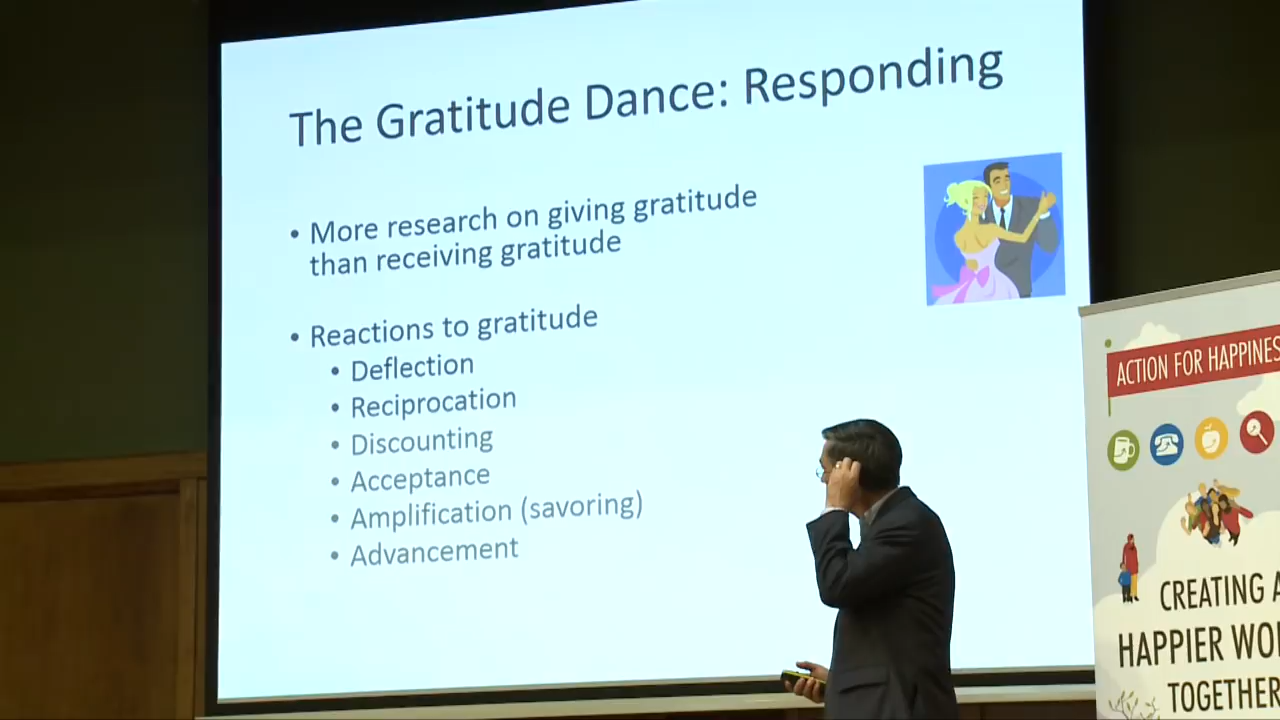 The Gratitude Dance: Responding
• More research on giving gratitude
than receiving gratitude
• Reactions to gratitude
• Deflection
• Reciprocation
• Discounting
• Acceptance
• Amplification (savoring)
• Advancement
ACTION FOR HAPPINES
CREATING A
HAPPIER WO
TOGETHER